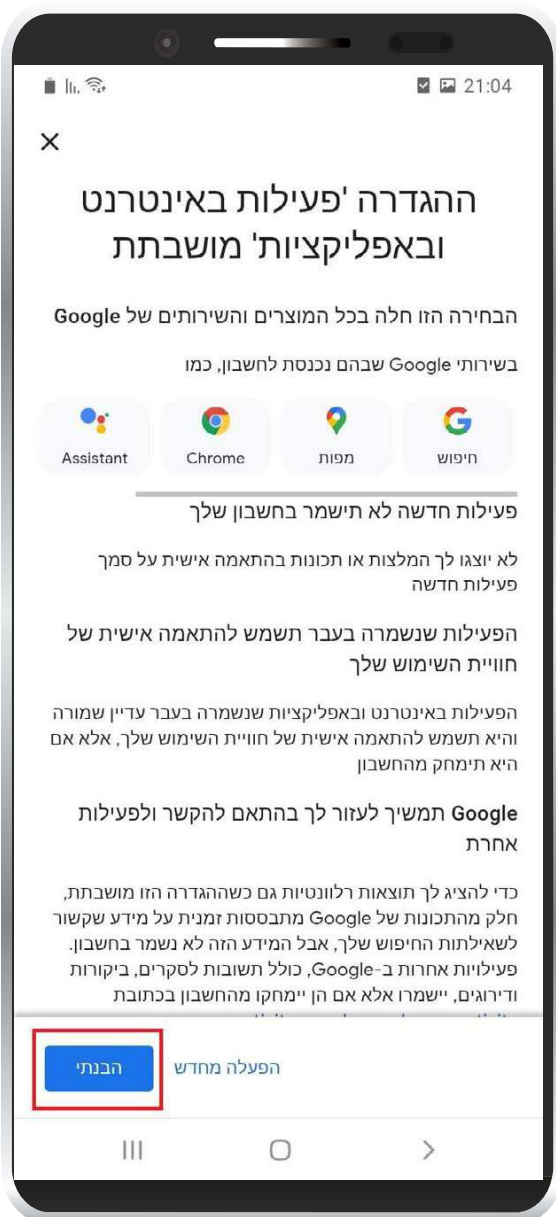 21:04
ההגדרה 'פעילות באינטרנט
ובאפליקציות' מושבתת
הבחירה הזו חלה בכל המוצרים והשירותים של Google
בשירותי Google שבהם נכנסת לחשבון, כמו
חיפוש
מפות
Chrome
Assistant
פעילות חדשה לא תישמר בחשבון שלך
לא יוצגו לך המלצות או תכונות בהתאמה אישית על סמך
פעילות חדשה
הפעילות שנשמרה בעבר תשמש להתאמה אישית של
חוויית השימוש שלך
הפעילות באינטרנט ובאפליקציות שנשמרה בעבר עדיין שמורה
והיא תשמש להתאמה אישית של חוויית השימוש שלך, אלא אם
היא תימחק מהחשבון
Google תמשיך לעזור לך בהתאם להקשר ולפעילות
אחרת
כדי להציג לך תוצאות רלוונטיות גם כשההגדרה הזו מושבתת,
חלק מהתכונות של Google מתבססות זמנית על מידע שקשור
לשאילתות החיפוש שלך, אבל המידע הזה לא נשמר בחשבון.
פעילויות אחרות ב-Google, כולל תשובות לסקרים, ביקורות
ודירוגים, יישמרו אלא אם הן יימחקו מהחשבון בכתובת
הפעלה מחדש
הבנתי